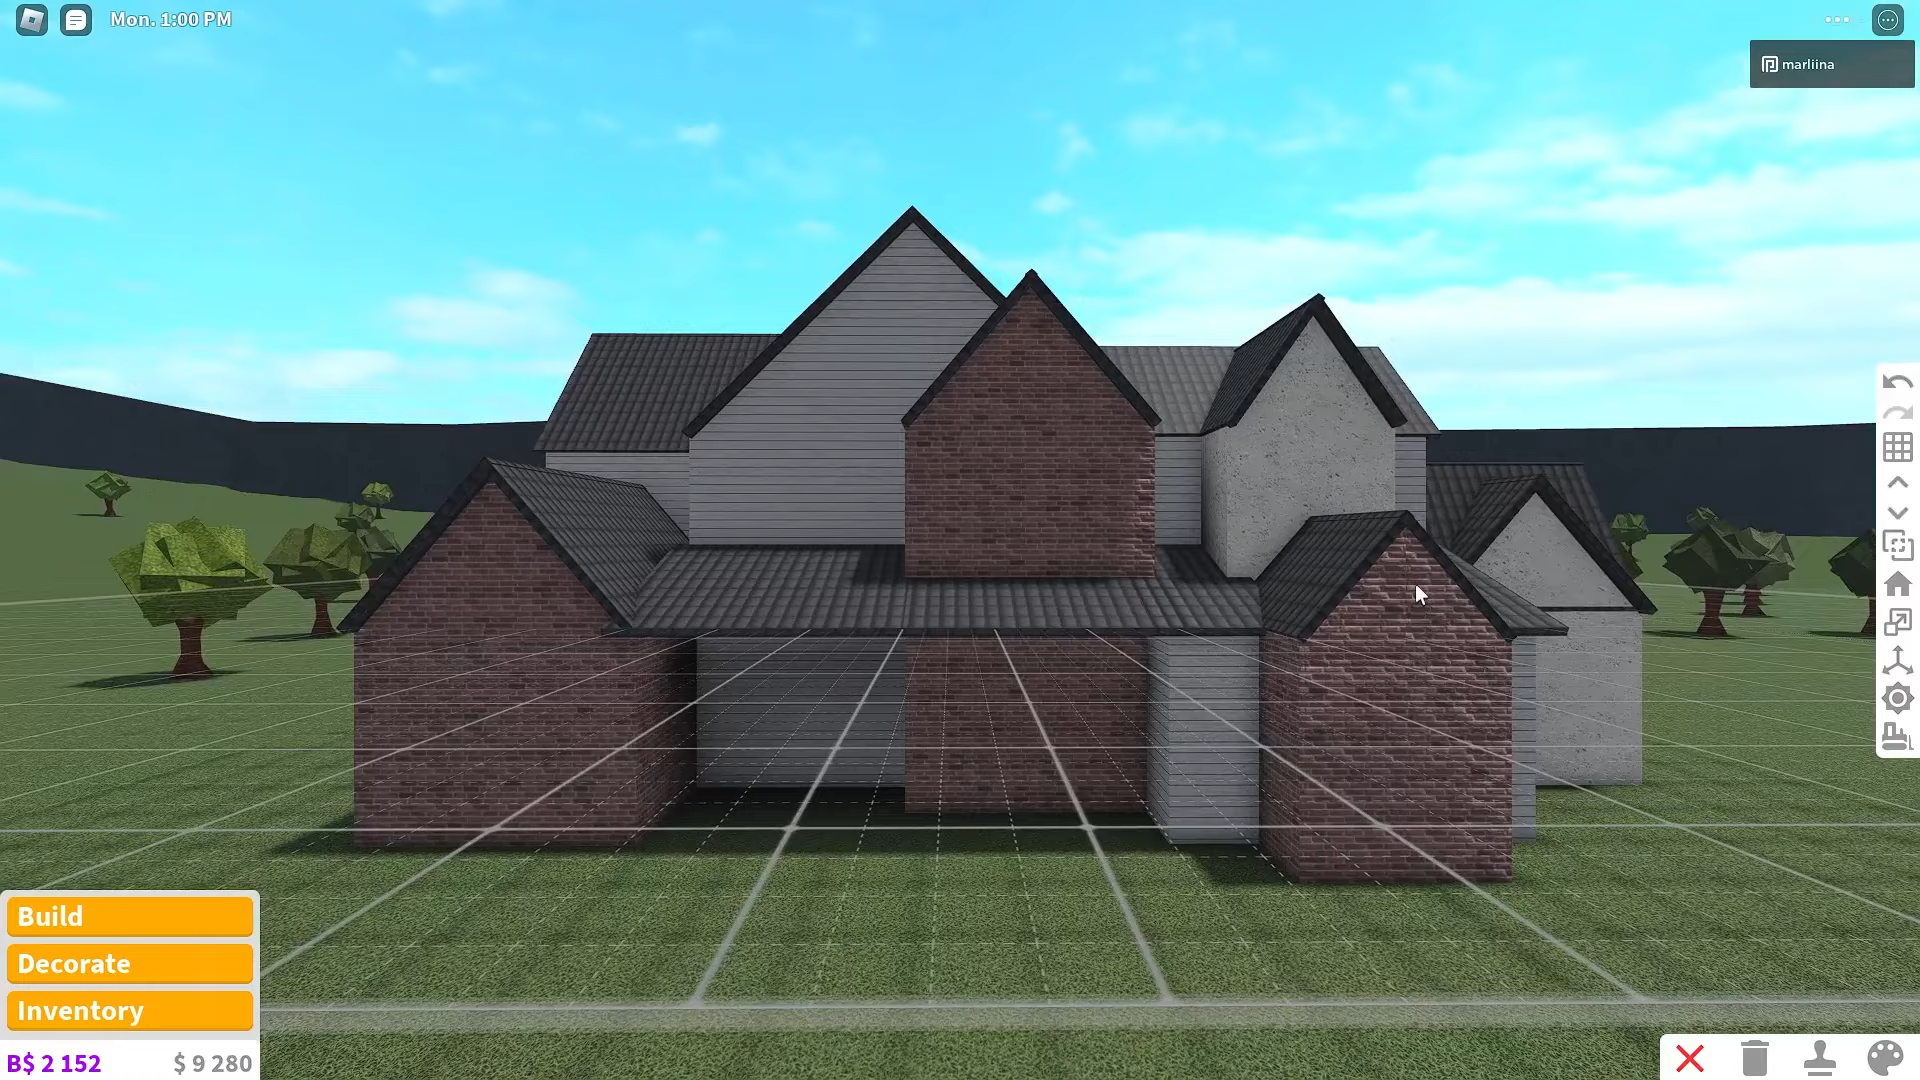 Mon. 1:00 PM
marliina
Build
Decorate
Inventory
B$ 2 152
$ 9 280